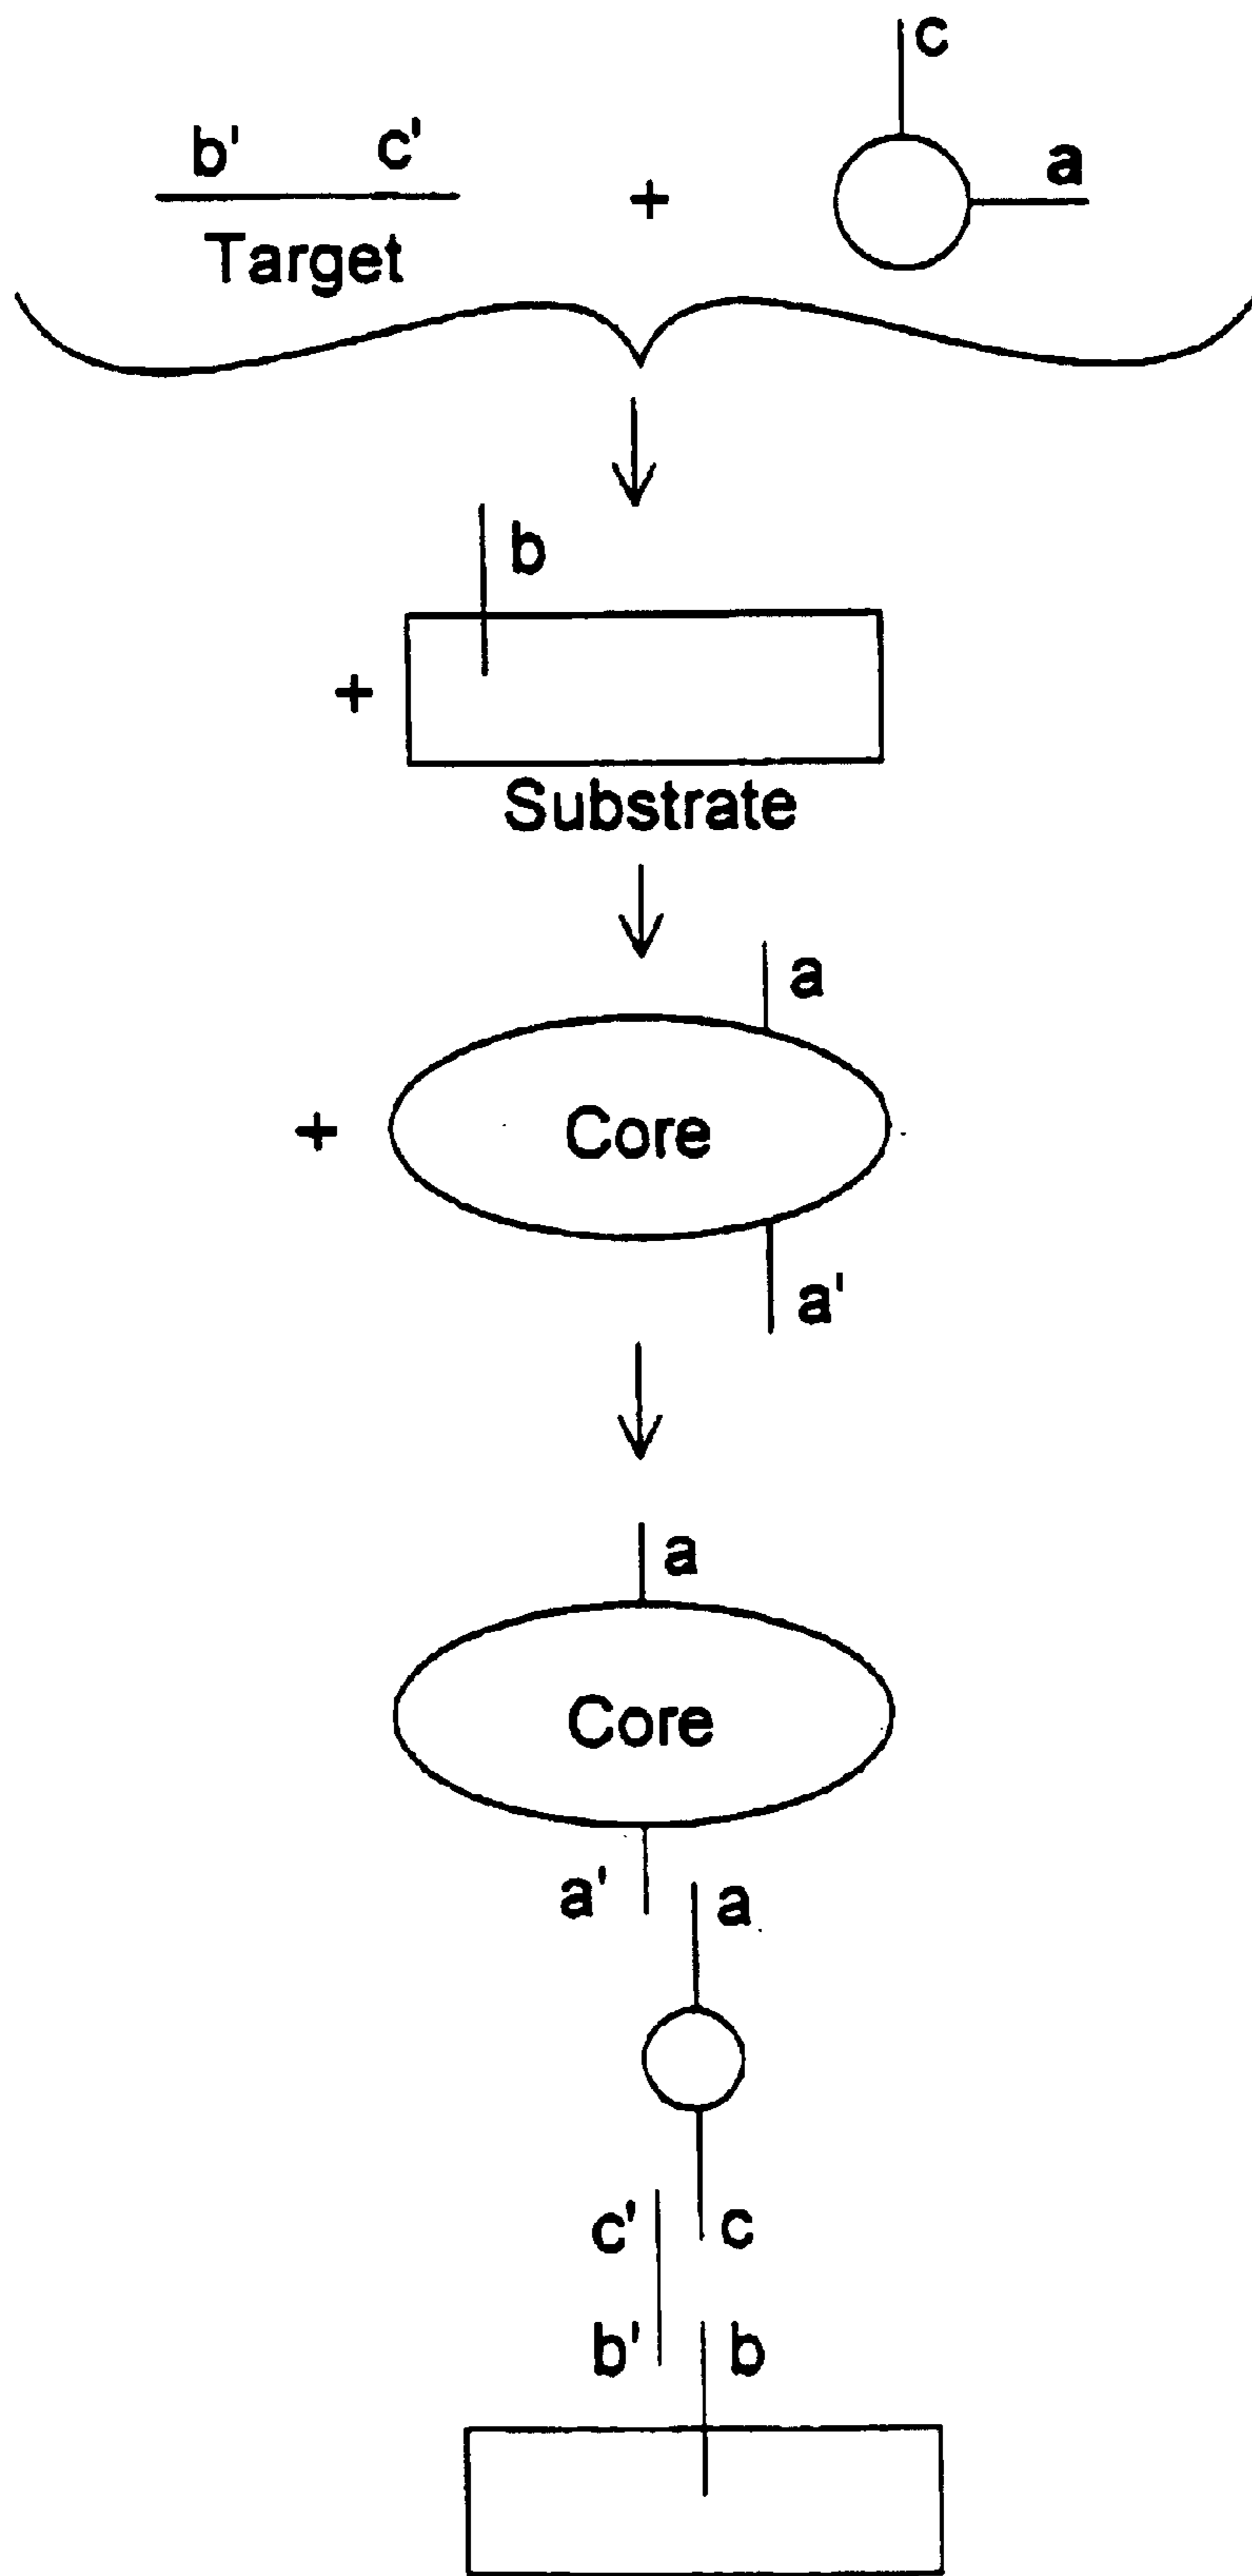 c
b' c' + a
Target
b
+
Substrate
a
+ Core
a'
a
Core
a' a
c' c
b' b